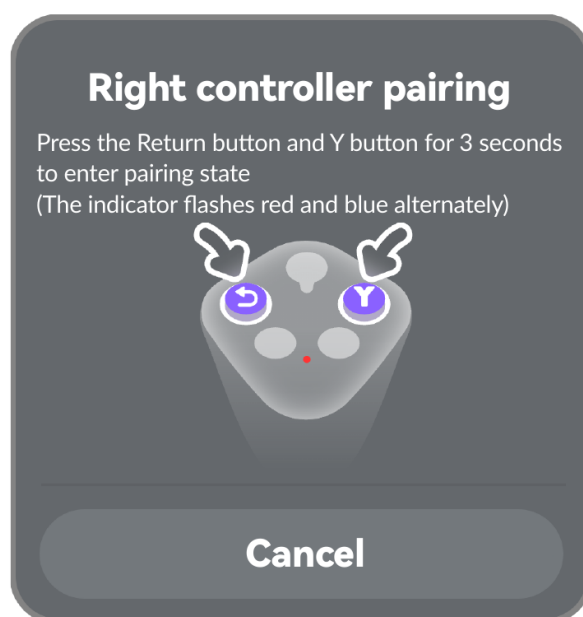 Right controller pairing
Press the Return button and Y button for 3 seconds
to enter pairing state
(The indicator flashes red and blue alternately)
Y
Cancel